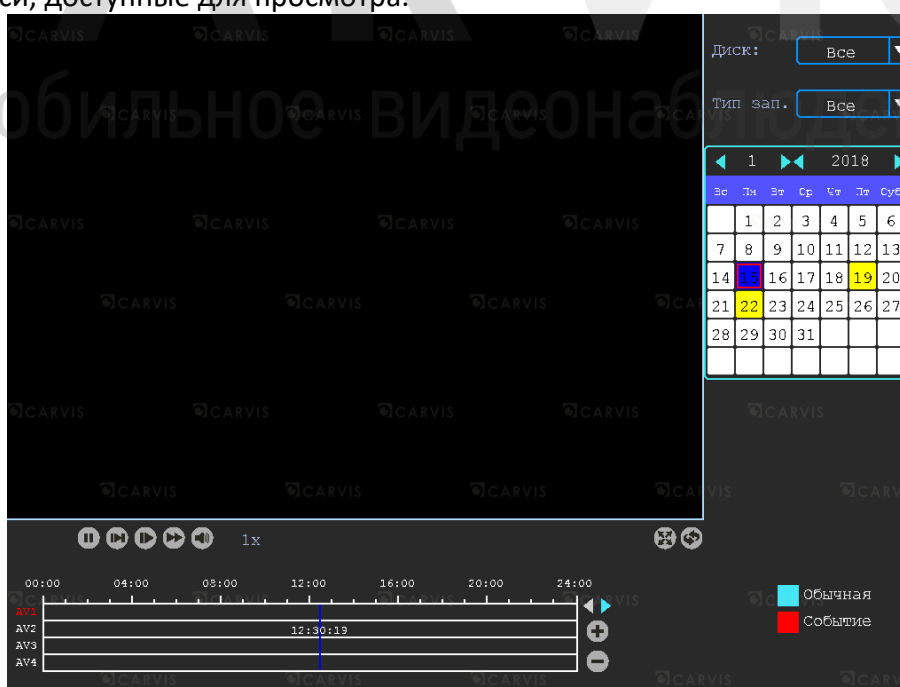 си, доступные для просмотра:
Диск: Все
Тип зап. Все
1 2018
Вс Пн Вт Ср Чт Пт Суб
1 2 3 4 5 6
7 8 9 10 11 12 13
14 15 16 17 18 19 20
21 22 23 24 25 26 27
28 29 30 31
1x
00:00 04:00 08:00 12:00 16:00 20:00 24:00
AV1
AV2 12:30:19
AV3
AV4
Обычная
Событие
CARVIS
обильное видеонаблюде